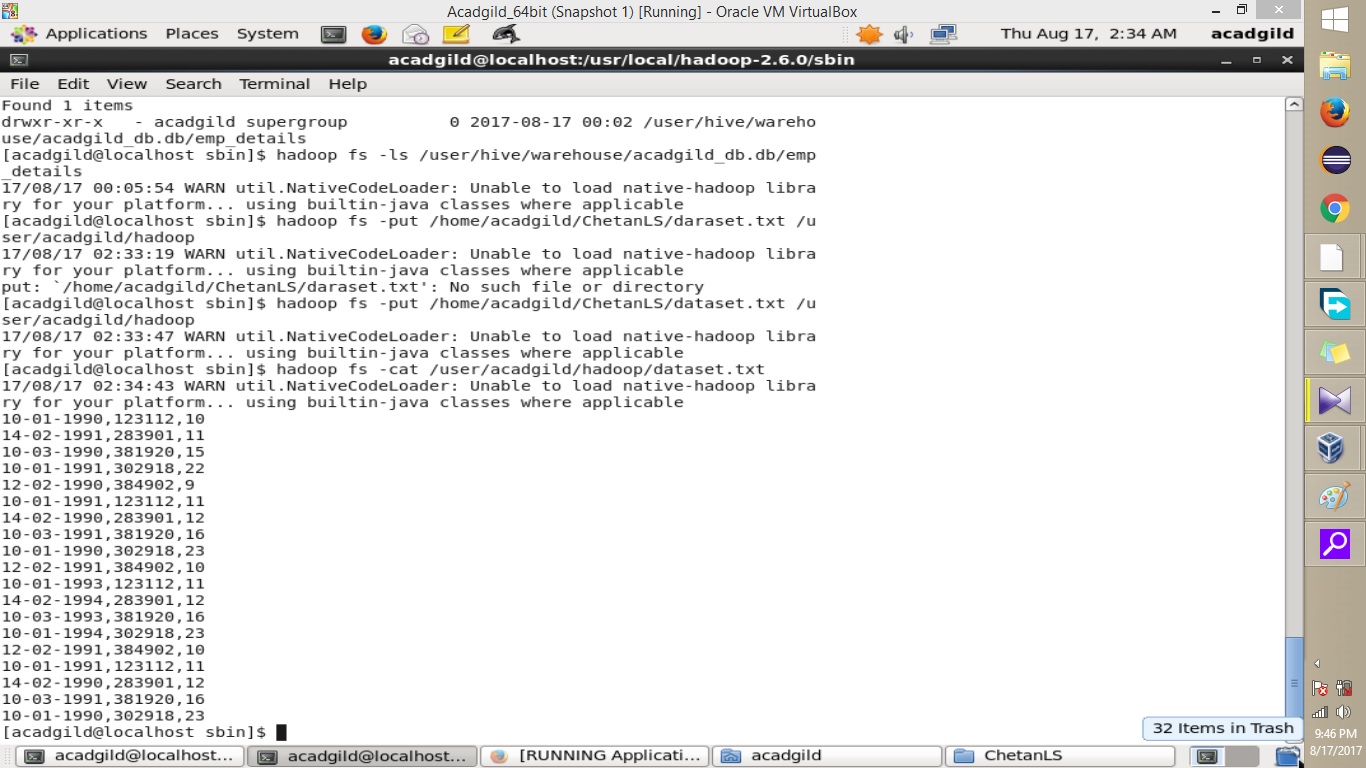 Acadgild_64bit (Snapshot 1) [Running] - Oracle VM VirtualBox
Applications Places System Thu Aug 17, 2:34 AM acadgild
acadgild@localhost:/usr/local/hadoop-2.6.0/sbin
File Edit View Search Terminal Help
Found 1 items
drwxr-xr-x   - acadgild supergroup          0 2017-08-17 00:02 /user/hive/wareho
use/acadgild_db.db/emp_details
[acadgild@localhost sbin]$ hadoop fs -ls /user/hive/warehouse/acadgild_db.db/emp
_details
17/08/17 00:05:54 WARN util.NativeCodeLoader: Unable to load native-hadoop libra
ry for your platform... using builtin-java classes where applicable
[acadgild@localhost sbin]$ hadoop fs -put /home/acadgild/ChetanLS/daraset.txt /u
ser/acadgild/hadoop
17/08/17 02:33:19 WARN util.NativeCodeLoader: Unable to load native-hadoop libra
ry for your platform... using builtin-java classes where applicable
put: `/home/acadgild/ChetanLS/daraset.txt': No such file or directory
[acadgild@localhost sbin]$ hadoop fs -put /home/acadgild/ChetanLS/dataset.txt /u
ser/acadgild/hadoop
17/08/17 02:33:47 WARN util.NativeCodeLoader: Unable to load native-hadoop libra
ry for your platform... using builtin-java classes where applicable
[acadgild@localhost sbin]$ hadoop fs -cat /user/acadgild/hadoop/dataset.txt
17/08/17 02:34:43 WARN util.NativeCodeLoader: Unable to load native-hadoop libra
ry for your platform... using builtin-java classes where applicable
10-01-1990,123112,10
14-02-1991,283901,11
10-03-1990,381920,15
10-01-1991,302918,22
12-02-1990,384902,9
10-01-1991,123112,11
14-02-1990,283901,12
10-03-1991,381920,16
10-01-1990,302918,23
12-02-1991,384902,10
10-01-1993,123112,11
14-02-1994,283901,12
10-03-1993,381920,16
10-01-1994,302918,23
12-02-1991,384902,10
10-01-1991,123112,11
14-02-1990,283901,12
10-03-1991,381920,16
10-01-1990,302918,23
[acadgild@localhost sbin]$
32 Items in Trash
acadgild@localhost... acadgild@localhost... [RUNNING Applicati... acadgild ChetanLS
9:46 PM
8/17/2017